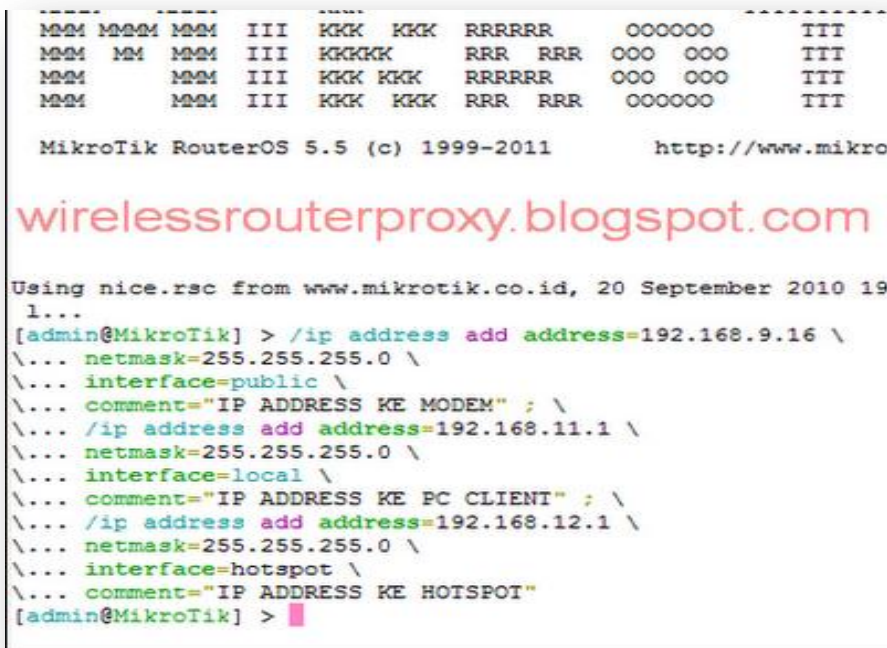 MMM MMMM MMM III KKK KKK RRRRRR OOOOOO TTT
MMM MM MMM III KKKKK RRR RRR OOO OOO TTT
MMM MMM III KKK KKK RRRRRR OOO OOO TTT
MMM MMM III KKK KKK RRR RRR OOOOOO TTT
MikroTik RouterOS 5.5 (c) 1999-2011 http://www.mikro
wirelessrouterproxy.blogspot.com
Using nice.rsc from www.mikrotik.co.id, 20 September 2010 19
l...
[admin@MikroTik] > /ip address add address=192.168.9.16 \
\... netmask=255.255.255.0 \
\... interface=public \
\... comment="IP ADDRESS KE MODEM" ; \
\... /ip address add address=192.168.11.1 \
\... netmask=255.255.255.0 \
\... interface=local \
\... comment="IP ADDRESS KE PC CLIENT" ; \
\... /ip address add address=192.168.12.1 \
\... netmask=255.255.255.0 \
\... interface=hotspot \
\... comment="IP ADDRESS KE HOTSPOT"
[admin@MikroTik] >